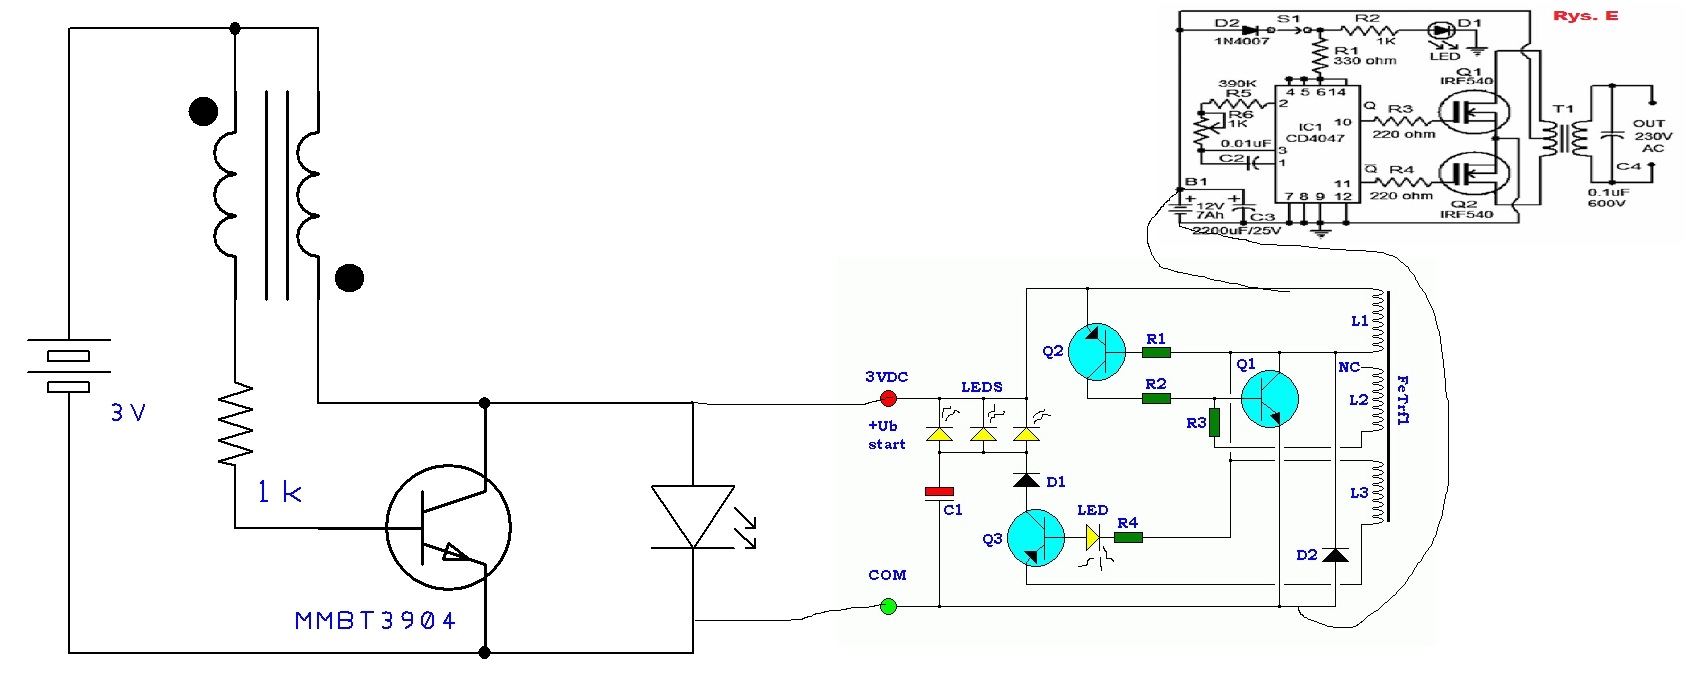 3V
1k
MMBT3904
3VDC
+Ub
start
COM
LEDS
C1
D1
Q3
LED
R4
Q2
R1
R2
R3
Q1
NC
L1
L2
L3
D2
FeTrf1
Rys. E
D2
1N4007
S1
R2
1K
D1
LED
R1
330 ohm
390K
R5
R6
1K
0.01uF
C2
4 5 6 14
2
3
1
IC1
CD4047
10
11
7 8 9 12
Q
R3
220 ohm
Q
R4
220 ohm
Q1
IRF540
Q2
IRF540
T1
OUT
230V
AC
C4
0.1uF
600V
B1
+
+
12V
7Ah
C3
2200uF/25V